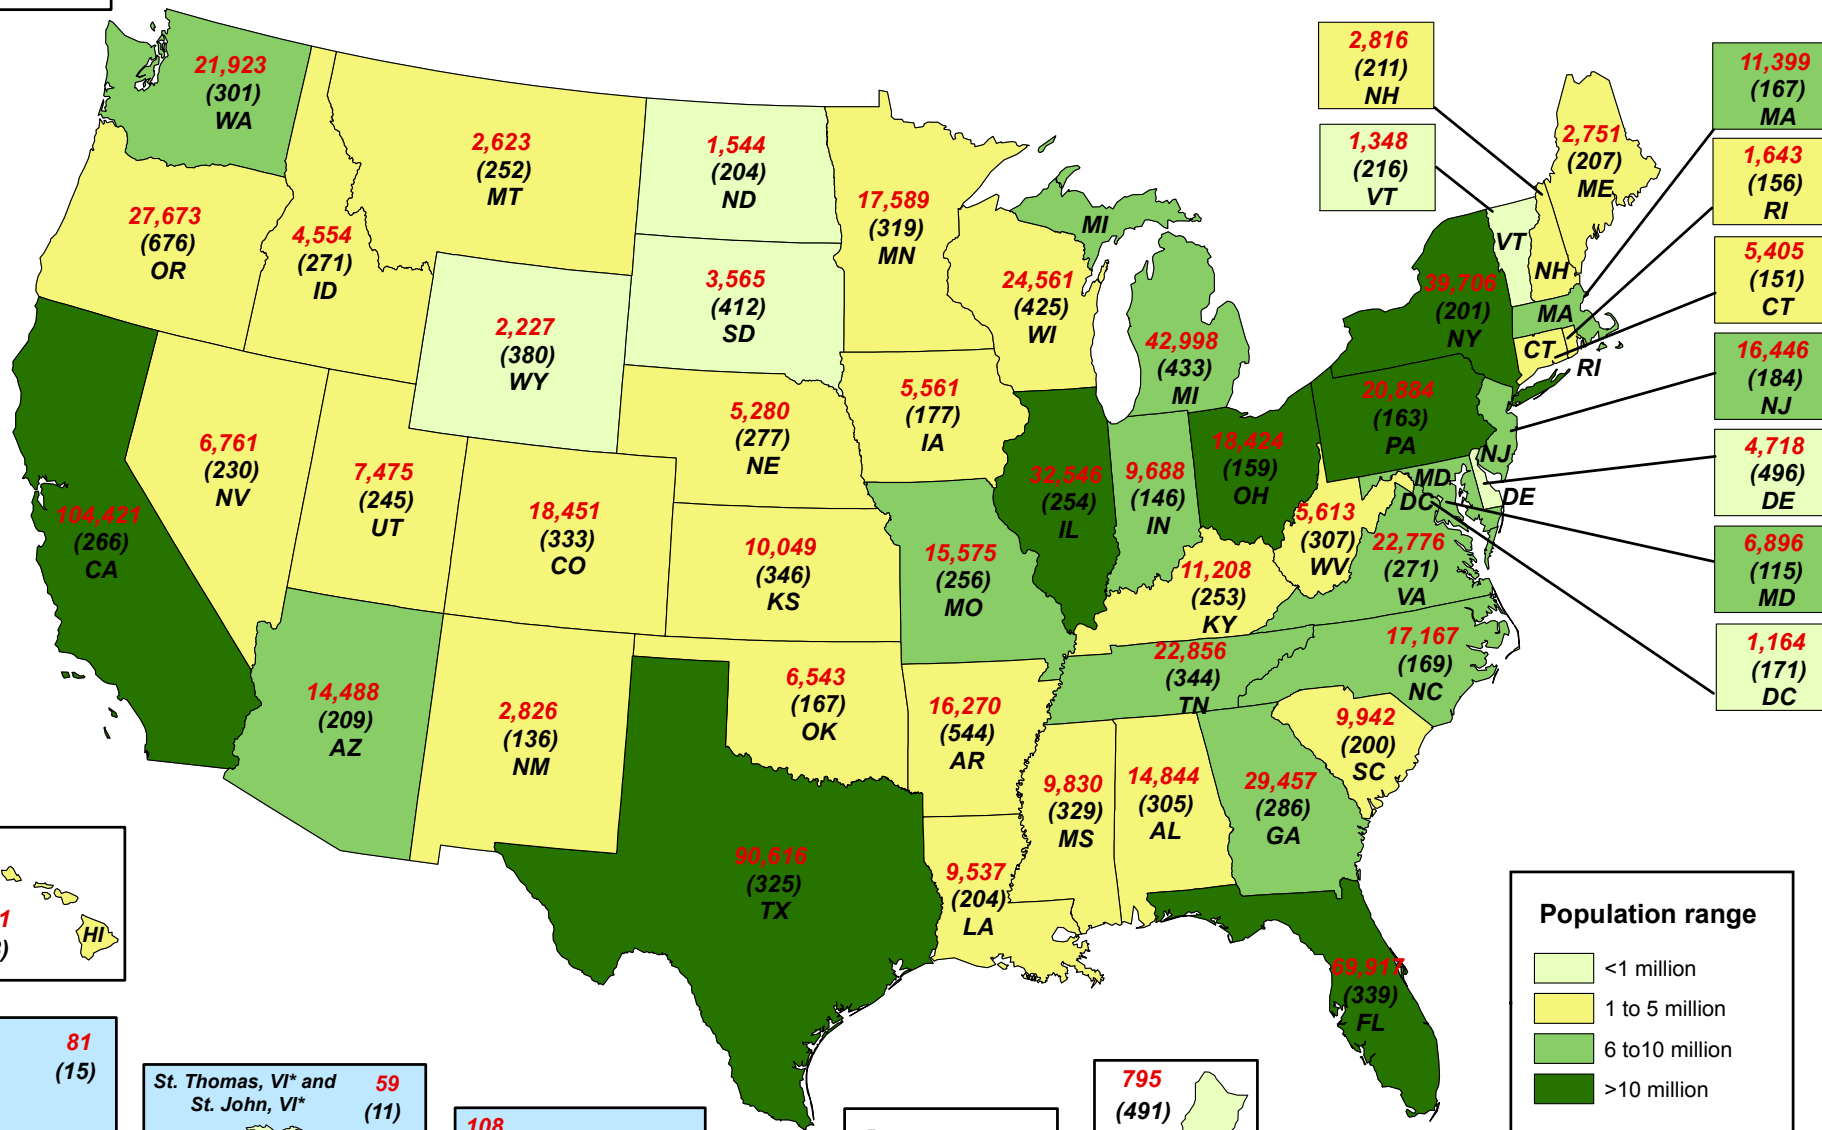 21,923
(301)
WA
27,673
(676)
OR
4,554
(271)
ID
2,623
(252)
MT
1,544
(204)
ND
17,589
(319)
MN
3,565
(412)
SD
2,227
(380)
WY
24,561
(425)
WI
MI
42,998
(433)
MI
2,816
(211)
NH
1,348
(216)
VT
2,751
(207)
ME
VT
NH
MA
CT
RI
39,706
(201)
NY
11,399
(167)
MA
1,643
(156)
RI
5,405
(151)
CT
16,446
(184)
NJ
4,718
(496)
DE
6,896
(115)
MD
1,164
(171)
DC
104,421
(266)
CA
6,761
(230)
NV
7,475
(245)
UT
18,451
(333)
CO
5,280
(277)
NE
5,561
(177)
IA
10,049
(346)
KS
15,575
(256)
MO
32,546
(254)
IL
9,688
(146)
IN
18,424
(159)
OH
20,884
(163)
PA
NJ
MD
DC
DE
5,613
(307)
WV
22,776
(271)
VA
11,208
(253)
KY
22,856
(344)
TN
17,167
(169)
NC
14,488
(209)
AZ
2,826
(136)
NM
6,543
(167)
OK
16,270
(544)
AR
9,942
(200)
SC
9,830
(329)
MS
14,844
(305)
AL
29,457
(286)
GA
90,616
(325)
TX
9,537
(204)
LA
69,917
(339)
FL
1
)
HI
81
(15)
St. Thomas, VI* and
St. John, VI*
59
(11)
108
795
(491)
Population range
<1 million
1 to 5 million
6 to10 million
>10 million